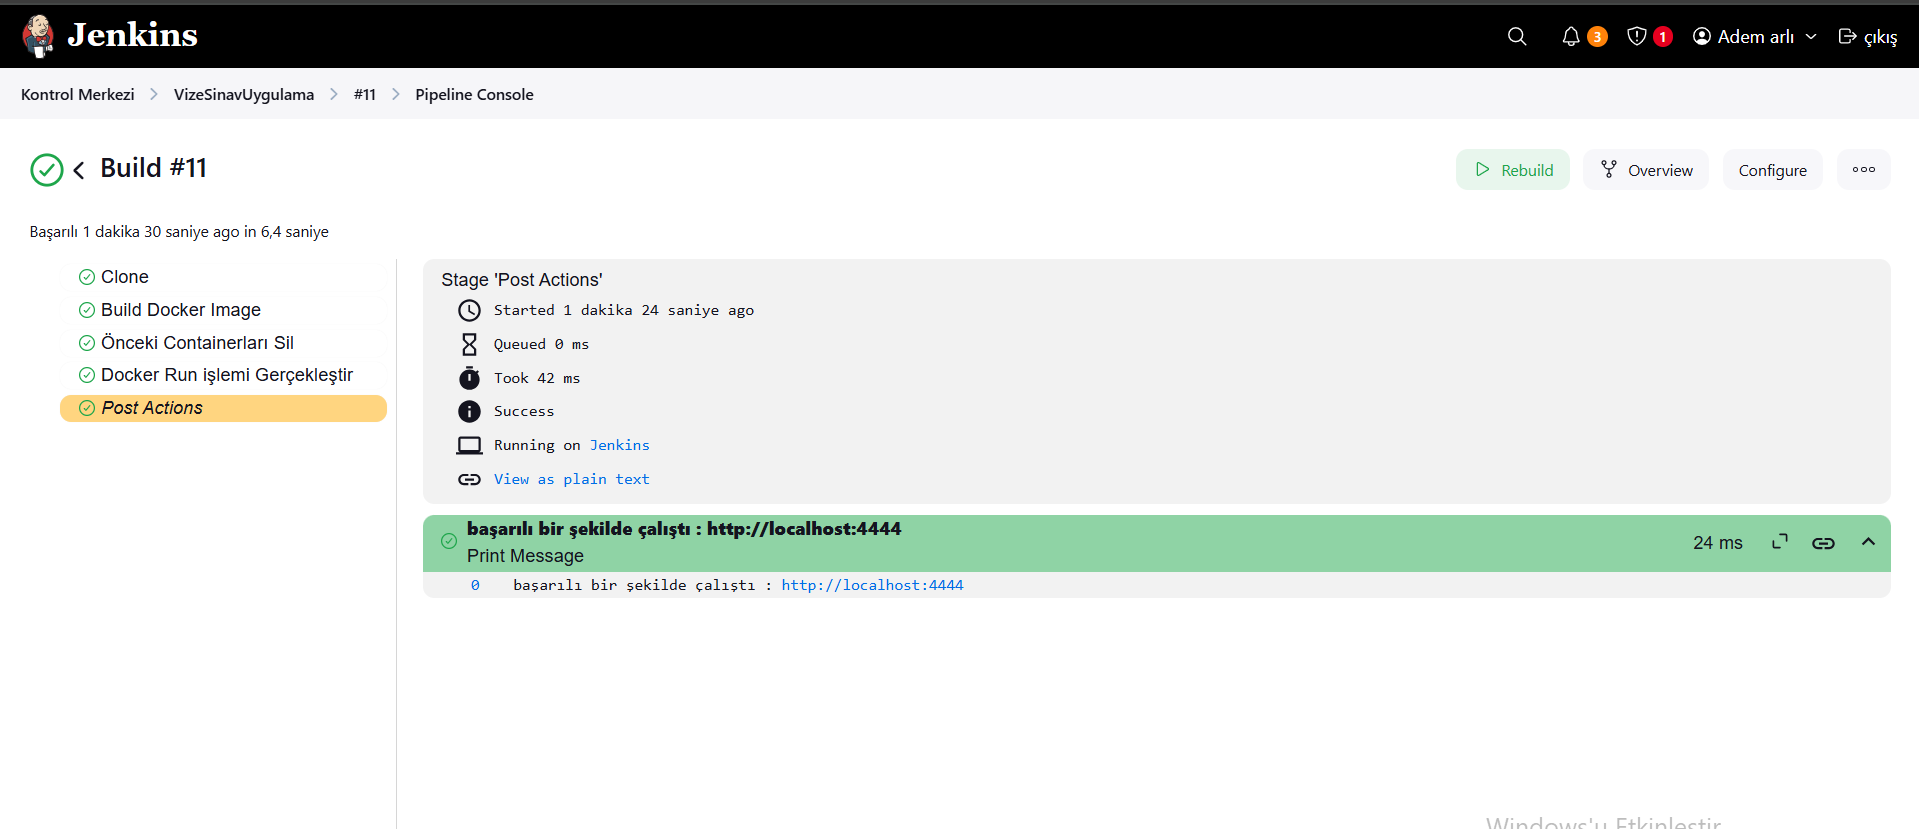 Jenkins
3
1
Adem arlı
çıkış
Kontrol Merkezi
VizeSinavUygulama
#11
Pipeline Console
Build #11
Rebuild
Overview
Configure
Başarılı 1 dakika 30 saniye ago in 6,4 saniye
Clone
Build Docker Image
Önceki Containerları Sil
Docker Run işlemi Gerçekleştir
Post Actions
Stage 'Post Actions'
Started 1 dakika 24 saniye ago
Queued 0 ms
Took 42 ms
Success
Running on Jenkins
View as plain text
başarılı bir şekilde çalıştı : http://localhost:4444
Print Message
24 ms
0 başarılı bir şekilde çalıştı : http://localhost:4444
Windows'u Etkinleştir